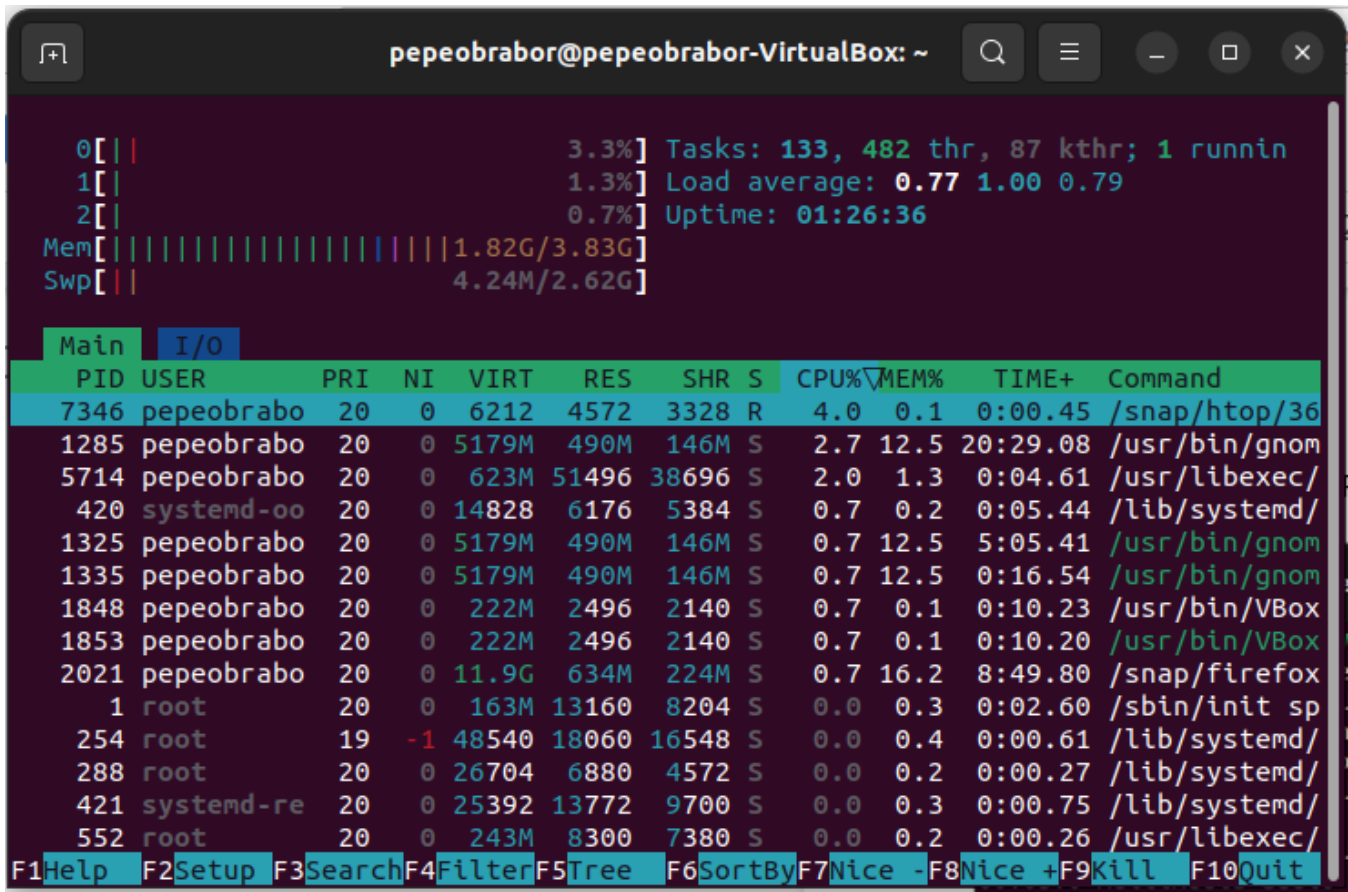 pepeobrabor@pepeobrabor-VirtualBox: ~
0[|| 3.3%] Tasks: 133, 482 thr, 87 kthr; 1 runnin
1[| 1.3%] Load average: 0.77 1.00 0.79
2[| 0.7%] Uptime: 01:26:36
Mem[|||||||||||||||||||||1.82G/3.83G]
Swp[|| 4.24M/2.62G]
Main I/O
PID USER PRI NI VIRT RES SHR S CPU%▽MEM% TIME+ Command
7346 pepeobrabo 20 0 6212 4572 3328 R 4.0 0.1 0:00.45 /snap/htop/36
1285 pepeobrabo 20 0 5179M 490M 146M S 2.7 12.5 20:29.08 /usr/bin/gnom
5714 pepeobrabo 20 0 623M 51496 38696 S 2.0 1.3 0:04.61 /usr/libexec/
420 systemd-oo 20 0 14828 6176 5384 S 0.7 0.2 0:05.44 /lib/systemd/
1325 pepeobrabo 20 0 5179M 490M 146M S 0.7 12.5 5:05.41 /usr/bin/gnom
1335 pepeobrabo 20 0 5179M 490M 146M S 0.7 12.5 0:16.54 /usr/bin/gnom
1848 pepeobrabo 20 0 222M 2496 2140 S 0.7 0.1 0:10.23 /usr/bin/VBox
1853 pepeobrabo 20 0 222M 2496 2140 S 0.7 0.1 0:10.20 /usr/bin/VBox
2021 pepeobrabo 20 0 11.9G 634M 224M S 0.7 16.2 8:49.80 /snap/firefox
1 root 20 0 163M 13160 8204 S 0.0 0.3 0:02.60 /sbin/init sp
254 root 19 -1 48540 18060 16548 S 0.0 0.4 0:00.61 /lib/systemd/
288 root 20 0 26704 6880 4572 S 0.0 0.2 0:00.27 /lib/systemd/
421 systemd-re 20 0 25392 13772 9700 S 0.0 0.3 0:00.75 /lib/systemd/
552 root 20 0 243M 8300 7380 S 0.0 0.2 0:00.26 /usr/libexec/
F1Help F2Setup F3SearchF4FilterF5Tree F6SortByF7Nice -F8Nice +F9Kill F10Quit